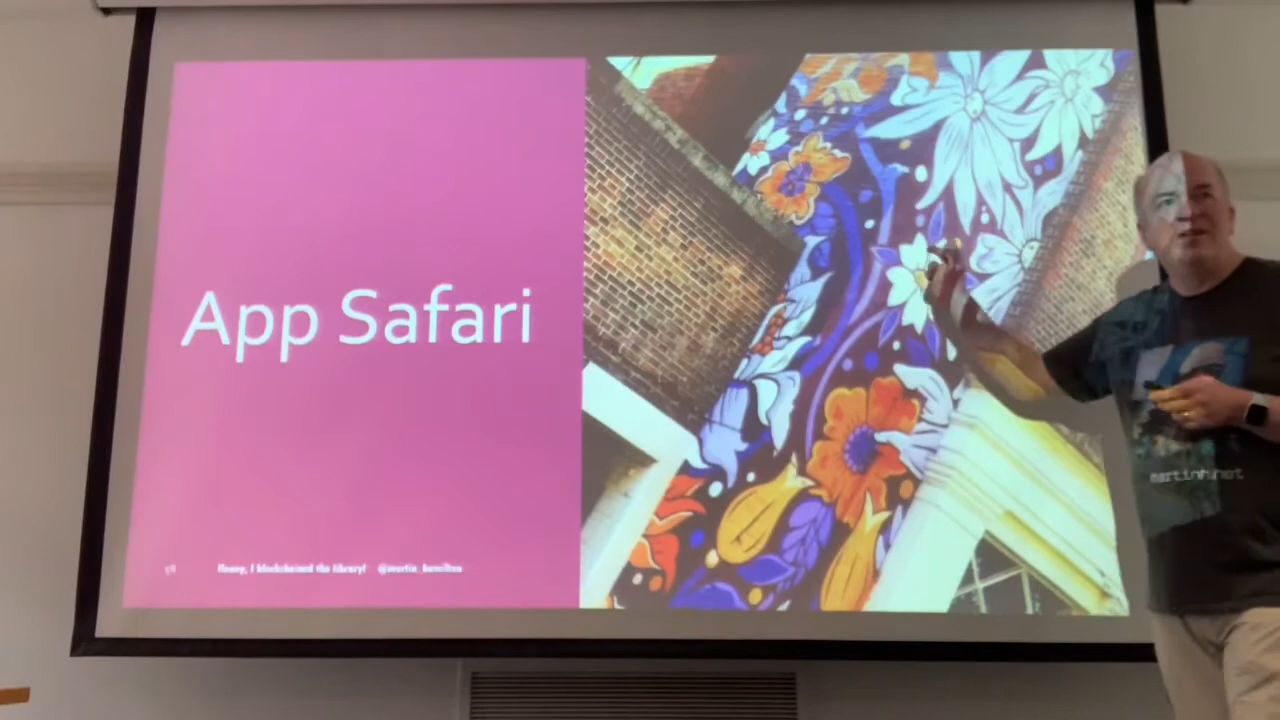 App Safari
Honey, I blockchained the library! @martin_hamilton
martinh.net